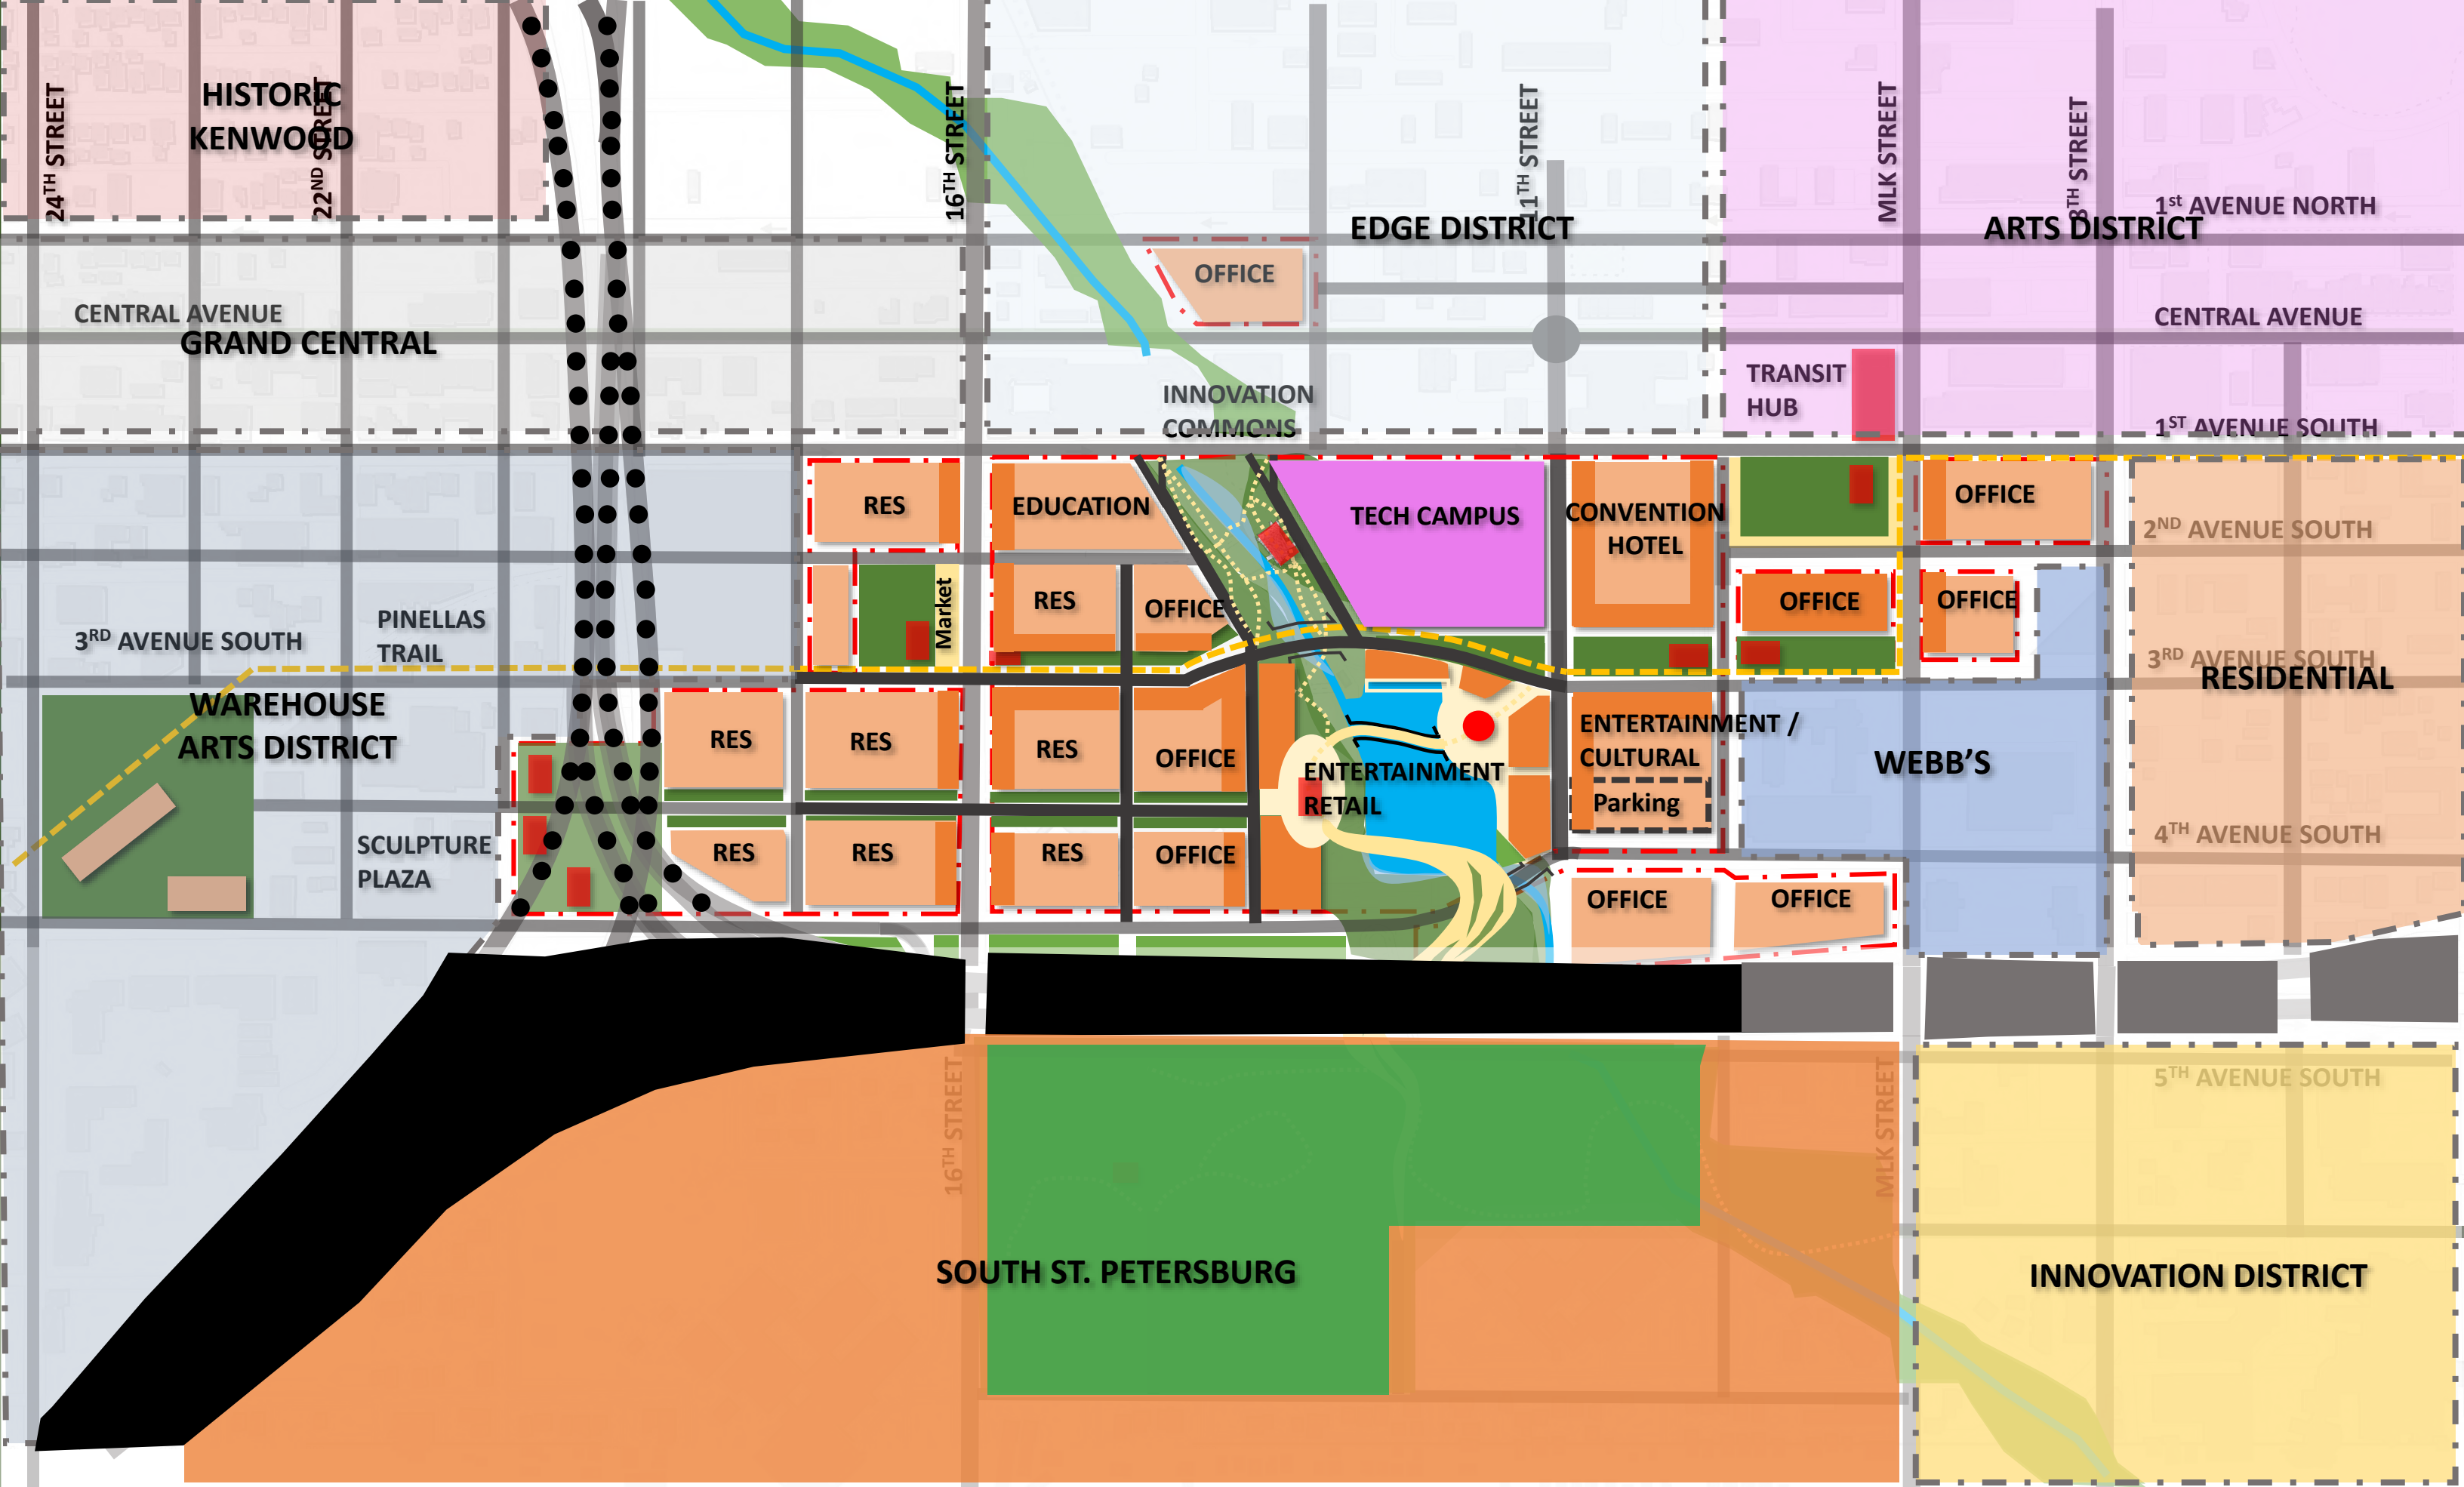 HISTORIC
KENWOOD
24TH STREET
22ND STREET
16TH STREET
11TH STREET
MLK STREET
8TH STREET
1st AVENUE NORTH
EDGE DISTRICT
ARTS DISTRICT
OFFICE
CENTRAL AVENUE
GRAND CENTRAL
CENTRAL AVENUE
TRANSIT
HUB
INNOVATION
COMMONS
1ST AVENUE SOUTH
RES
EDUCATION
TECH CAMPUS
CONVENTION
HOTEL
OFFICE
2ND AVENUE SOUTH
Market
RES
OFFICE
OFFICE
OFFICE
PINELLAS
TRAIL
3RD AVENUE SOUTH
3RD AVENUE SOUTH
RESIDENTIAL
WAREHOUSE
ARTS DISTRICT
RES
RES
RES
OFFICE
ENTERTAINMENT
RETAIL
ENTERTAINMENT /
CULTURAL
Parking
WEBB'S
SCULPTURE
PLAZA
RES
RES
RES
OFFICE
4TH AVENUE SOUTH
OFFICE
OFFICE
16TH STREET
MLK STREET
5TH AVENUE SOUTH
SOUTH ST. PETERSBURG
INNOVATION DISTRICT